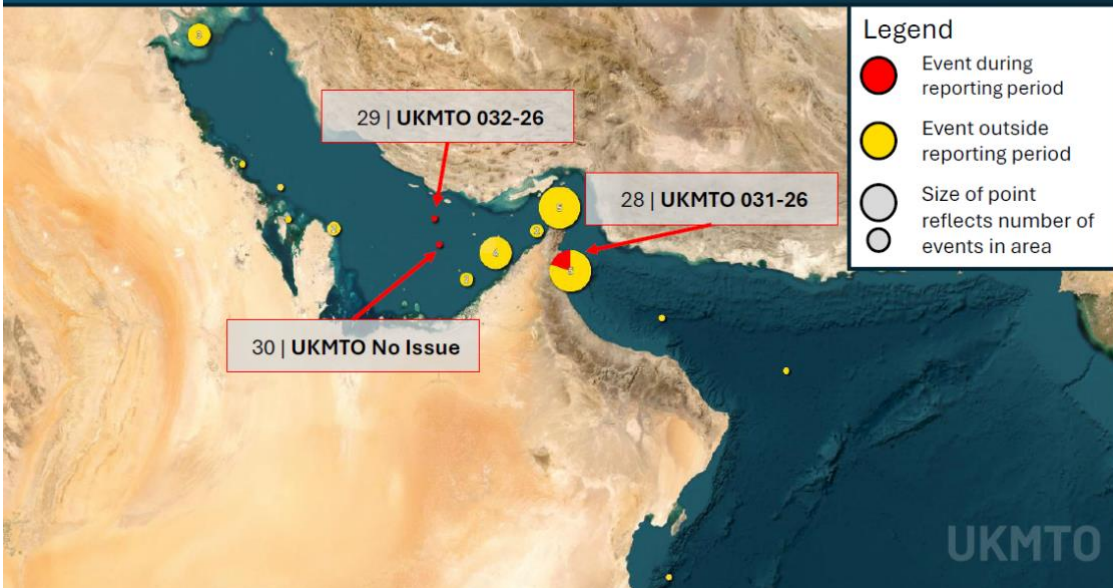 Legend
Event during
reporting period
Event outside
reporting period
Size of point
reflects number of
events in area
29 | UKMTO 032-26
28 | UKMTO 031-26
30 | UKMTO No Issue
UKMTO